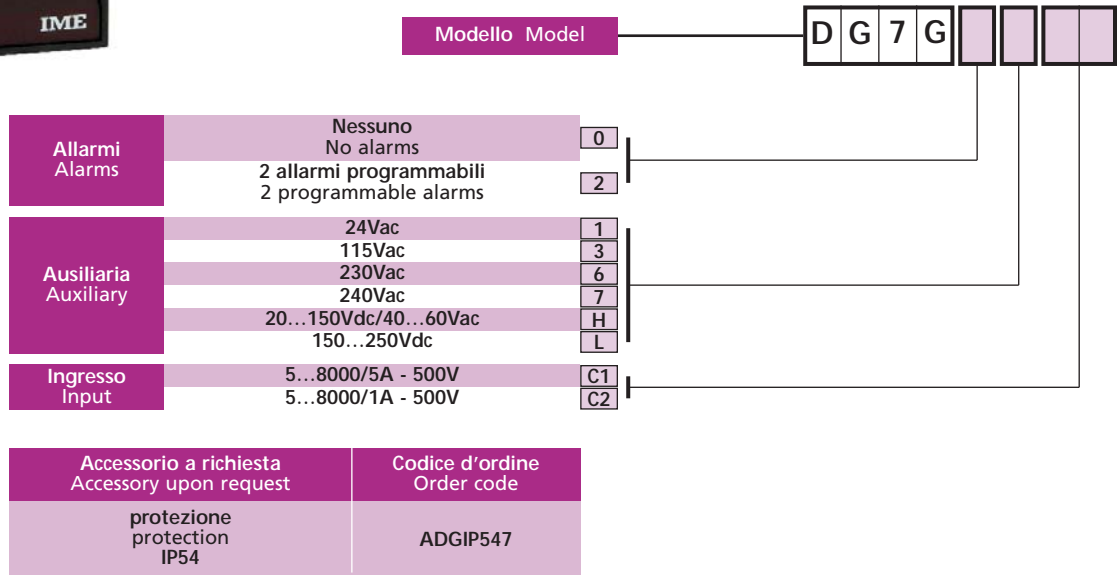 IME
Modello Model
D G 7 G
Allarmi
Alarms
Nessuno
No alarms
0
2 allarmi programmabili
2 programmable alarms
2
Ausiliaria
Auxiliary
24Vac 1
115Vac 3
230Vac 6
240Vac 7
20...150Vdc/40...60Vac H
150...250Vdc L
Ingresso
Input
5...8000/5A - 500V C1
5...8000/1A - 500V C2
Accessorio a richiesta
Accessory upon request
Codice d'ordine
Order code
protezione
protection
IP54
ADGIP547